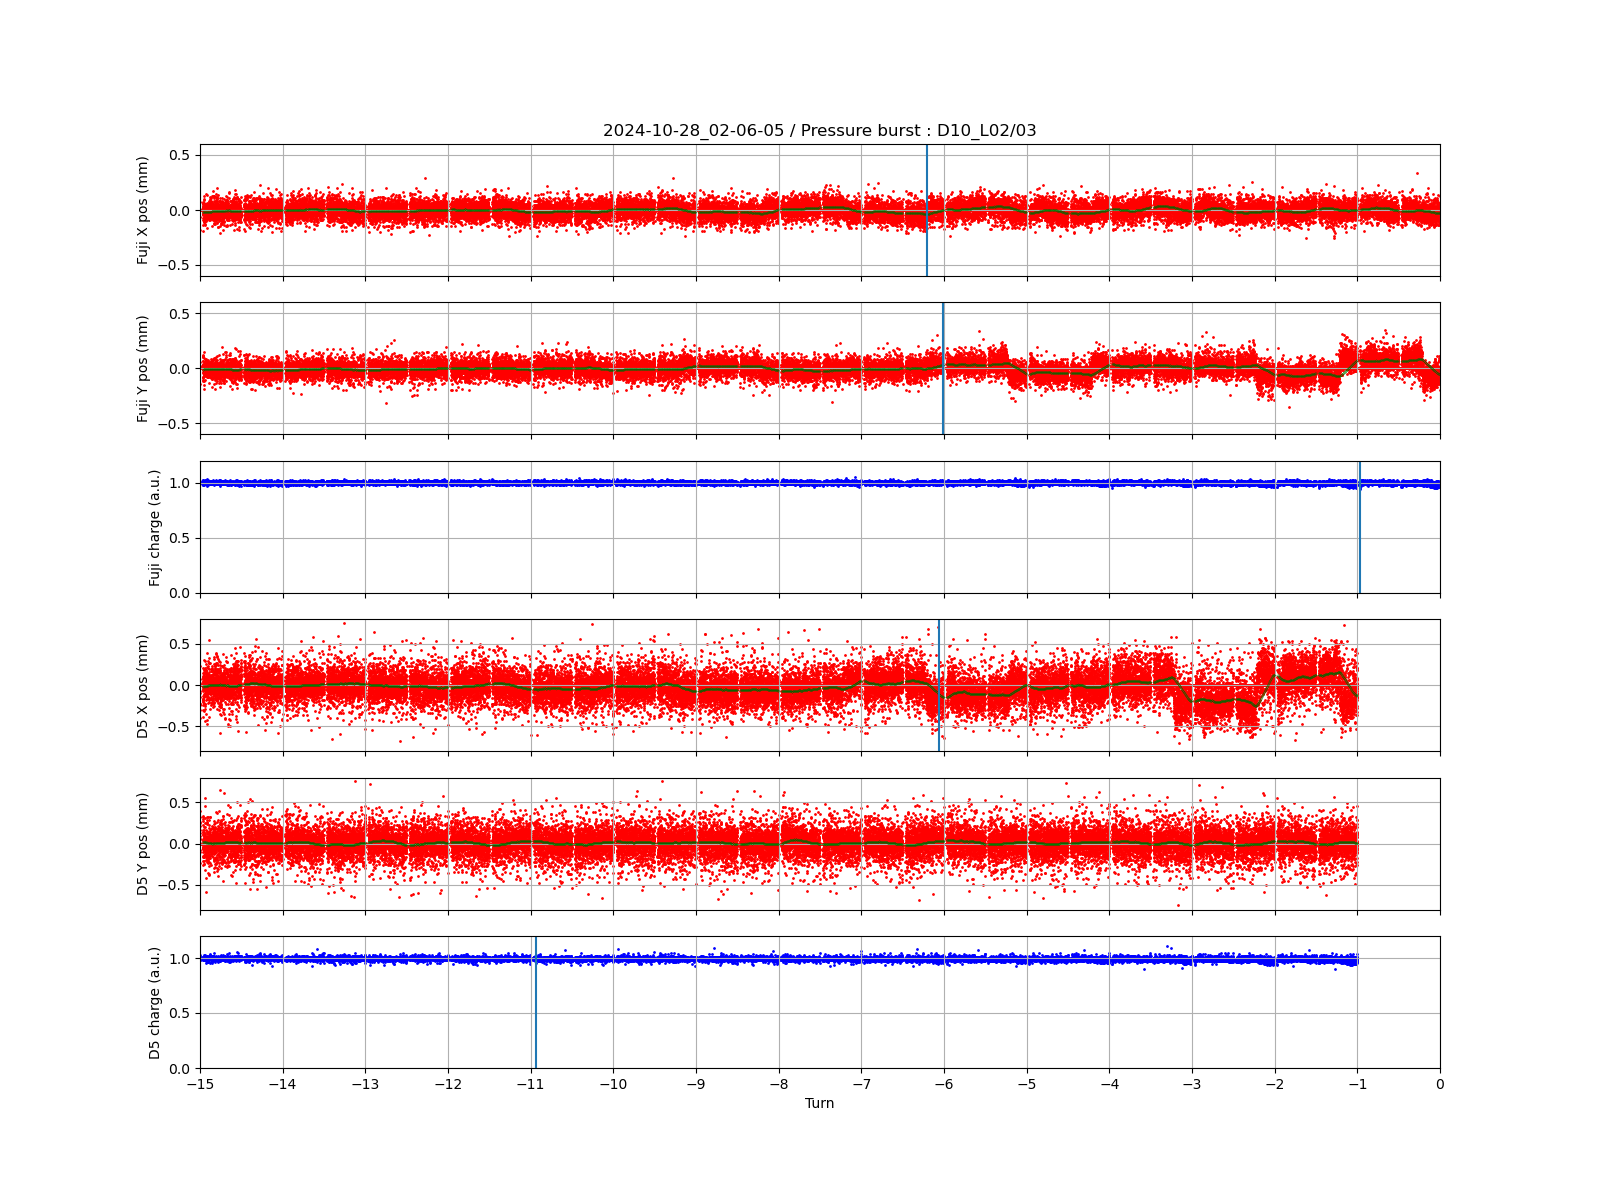 2024-10-28_02-06-05 / Pressure burst : D10_L02/03
Fuji X pos (mm)
0.5
0.0
−0.5
Fuji Y pos (mm)
0.5
0.0
−0.5
Fuji charge (a.u.)
1.0
0.5
0.0
D5 X pos (mm)
0.5
0.0
−0.5
D5 Y pos (mm)
0.5
0.0
−0.5
D5 charge (a.u.)
1.0
0.5
0.0
−15 −14 −13 −12 −11 −10 −9 −8 −7 −6 −5 −4 −3 −2 −1 0
Turn